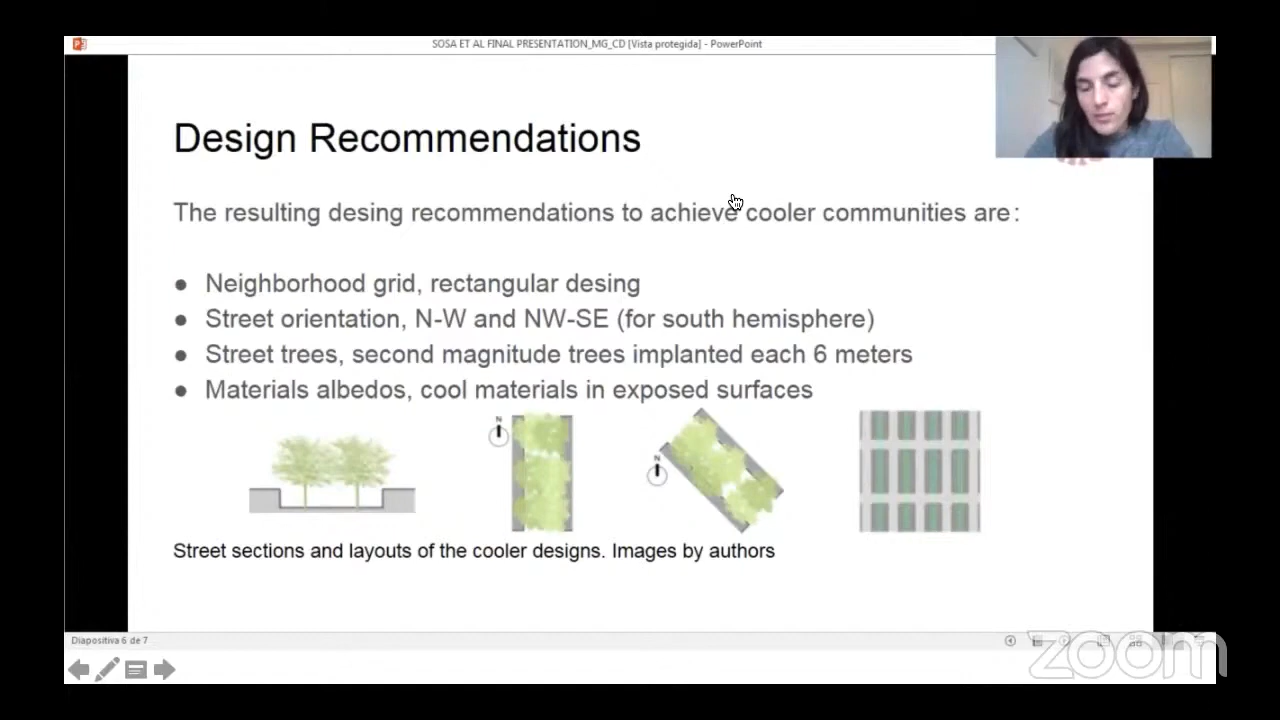 SOSA ET AL FINAL PRESENTATION_MG_CD [Vista protegida] - PowerPoint
Design Recommendations
The resulting desing recommendations to achieve cooler communities are:
● Neighborhood grid, rectangular desing
● Street orientation, N-W and NW-SE (for south hemisphere)
● Street trees, second magnitude trees implanted each 6 meters
● Materials albedos, cool materials in exposed surfaces
N
N
Street sections and layouts of the cooler designs. Images by authors
Diapositiva 6 de 7
zoom